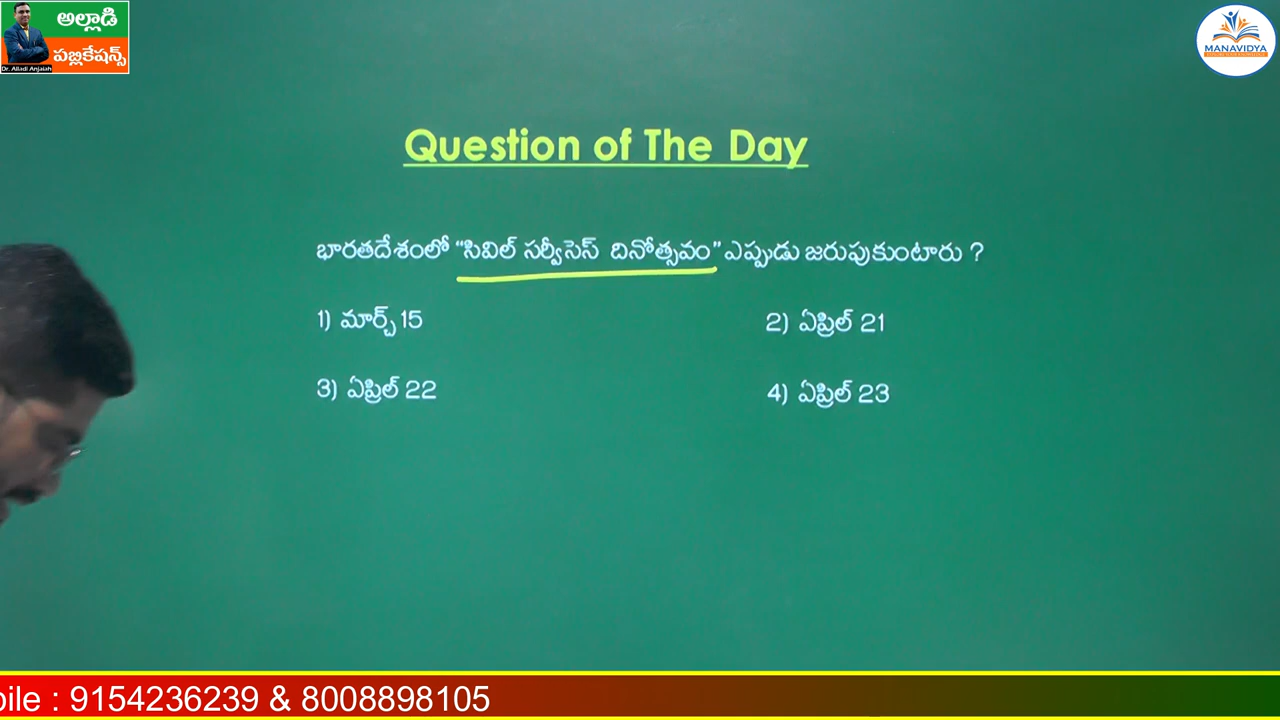 అల్లాడి
పబ్లికేషన్స్
Dr. Alladi Anjaiah
MANAVIDYA
Question of The Day
భారతదేశంలో “సివిల్ సర్వీసెస్ దినోత్సవం” ఎప్పుడు జరుపుకుంటారు ?
1) మార్చ్ 15
2) ఏప్రిల్ 21
3) ఏప్రిల్ 22
4) ఏప్రిల్ 23
bile : 9154236239 & 8008898105